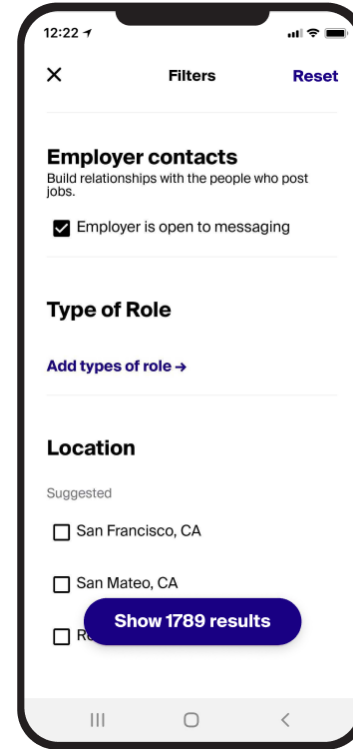 12:22
Filters
Reset
Employer contacts
Build relationships with the people who post
jobs.
Employer is open to messaging
Type of Role
Add types of role →
Location
Suggested
San Francisco, CA
San Mateo, CA
Show 1789 results